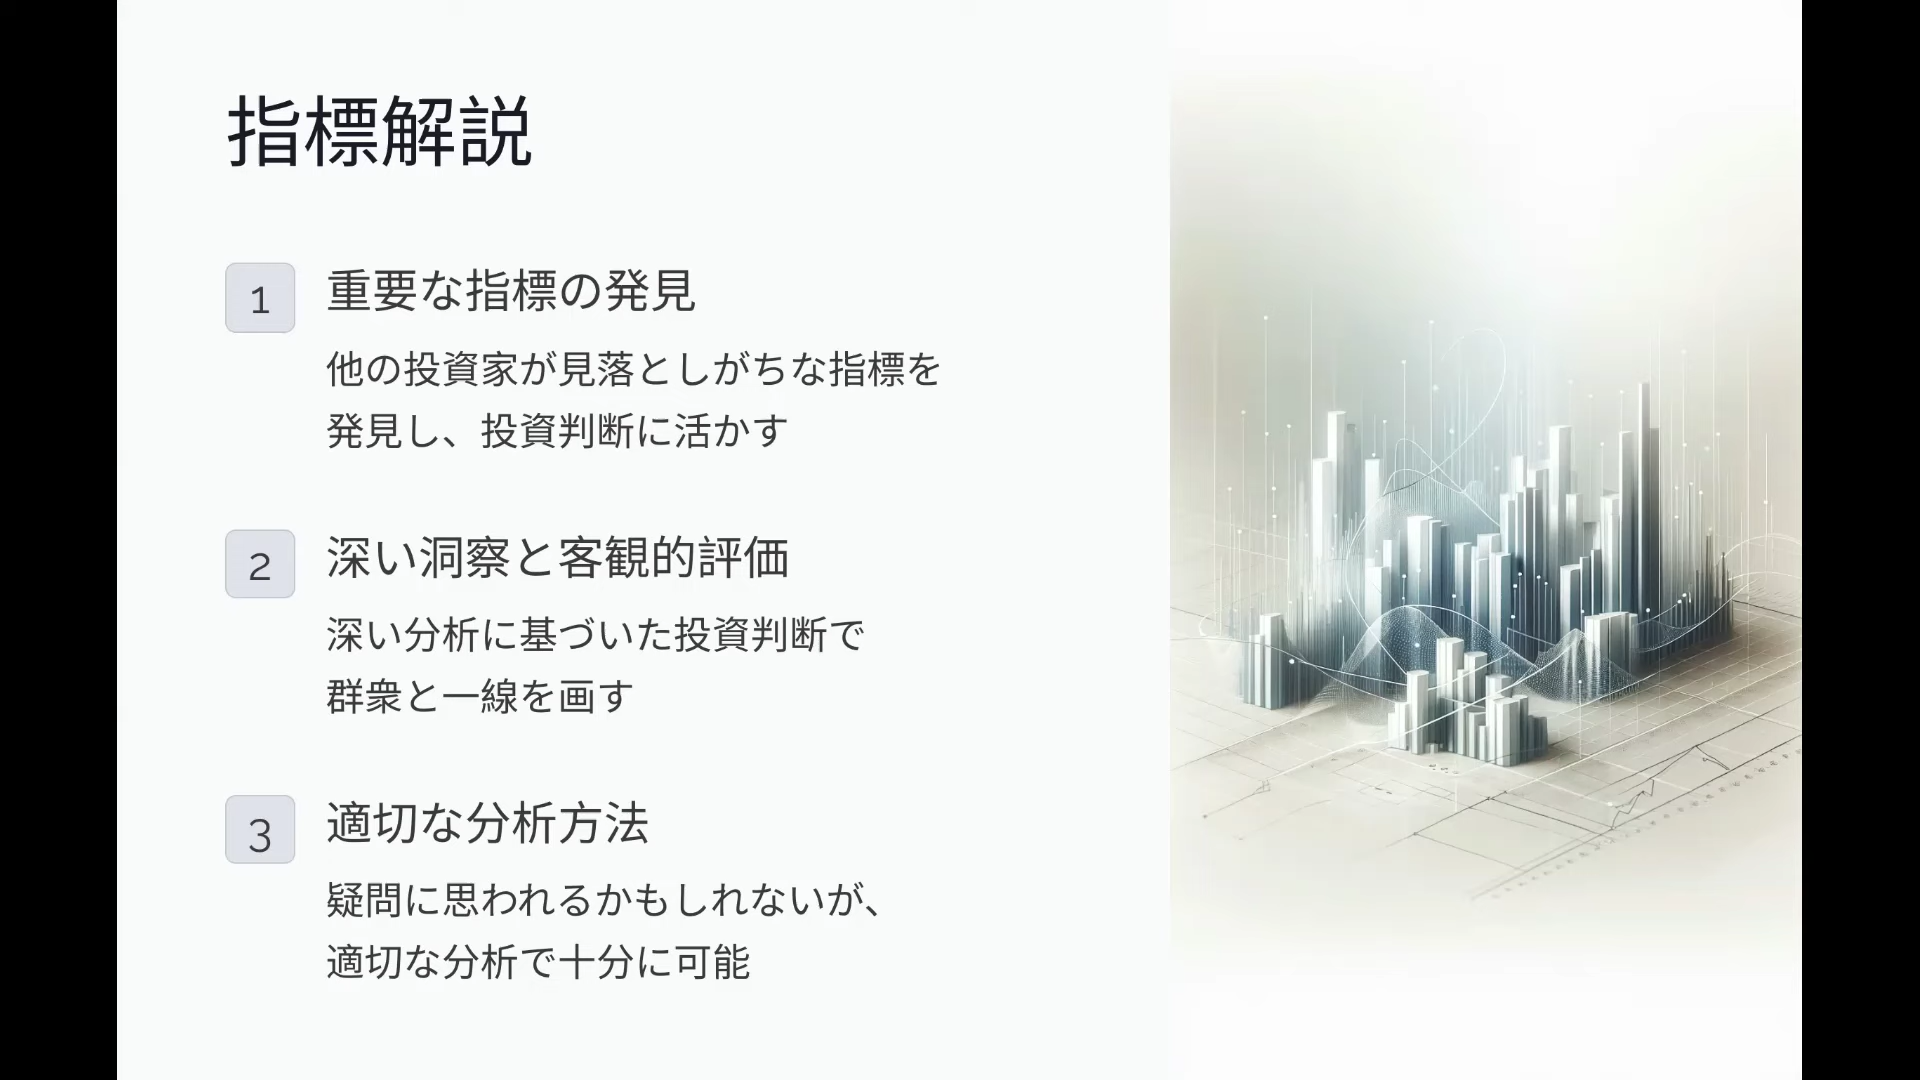 指標解説
1
重要な指標の発見
他の投資家が見落としがちな指標を
発見し、投資判断に活かす
2
深い洞察と客観的評価
深い分析に基づいた投資判断で
群衆と一線を画す
3
適切な分析方法
疑問に思われるかもしれないが、
適切な分析で十分に可能